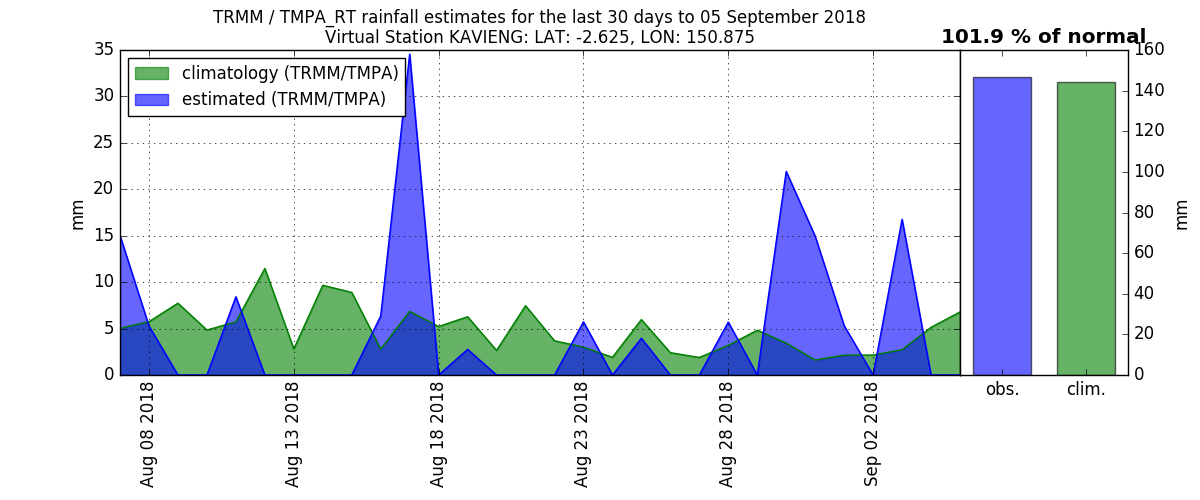 TRMM / TMPA_RT rainfall estimates for the last 30 days to 05 September 2018
Virtual Station KAVIENG: LAT: -2.625, LON: 150.875
101.9 % of normal
climatology (TRMM/TMPA)
estimated (TRMM/TMPA)
35
30
25
20
15
10
5
0
mm
Aug 08 2018
Aug 13 2018
Aug 18 2018
Aug 23 2018
Aug 28 2018
Sep 02 2018
160
140
120
100
80
60
40
20
0
mm
obs.
clim.